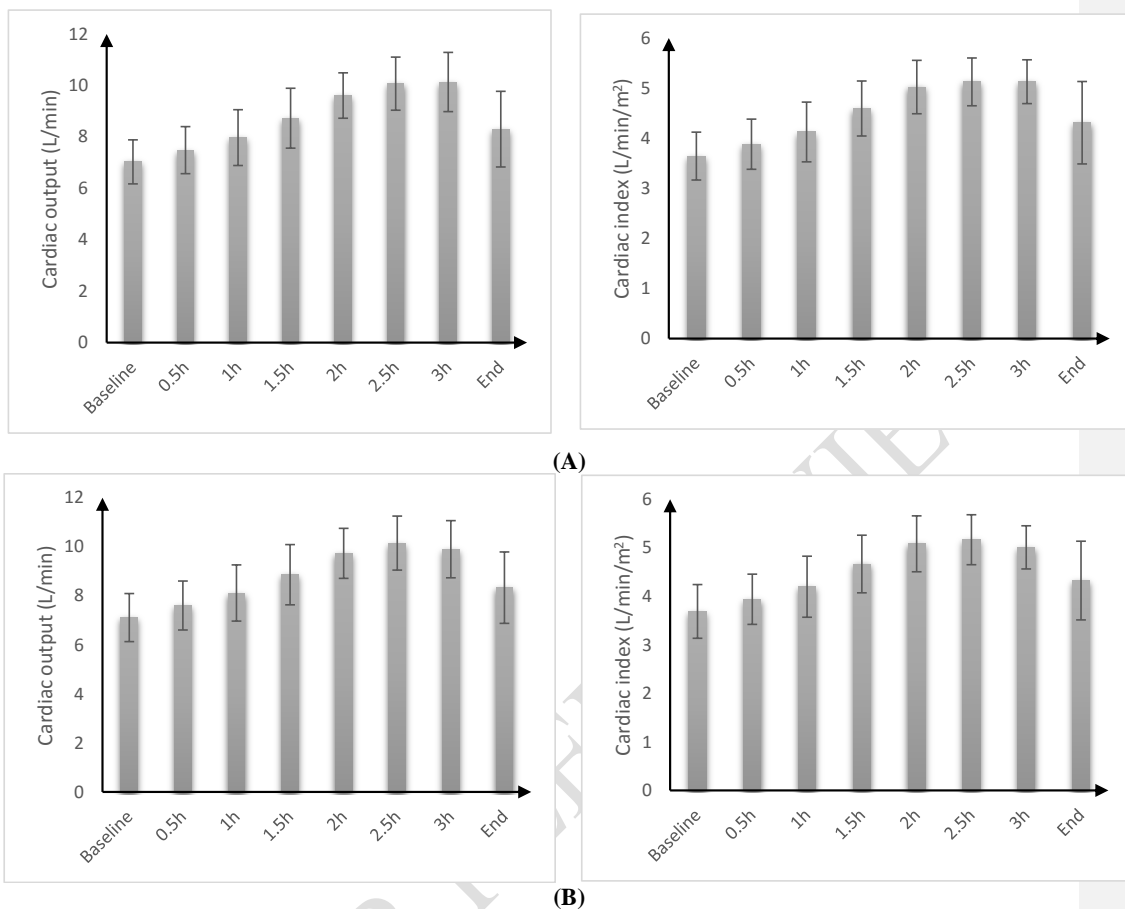 Cardiac output (L/min)
12
10
8
6
4
2
0
Baseline
0.5h
1h
1.5h
2h
2.5h
3h
End
Cardiac index (L/min/m²)
6
5
4
3
2
1
0
Baseline
0.5h
1h
1.5h
2h
2.5h
3h
End
(A)
Cardiac output (L/min)
12
10
8
6
4
2
0
Baseline
0.5h
1h
1.5h
2h
2.5h
3h
End
Cardiac index (L/min/m²)
6
5
4
3
2
1
0
Baseline
0.5h
1h
1.5h
2h
2.5h
3h
End
(B)